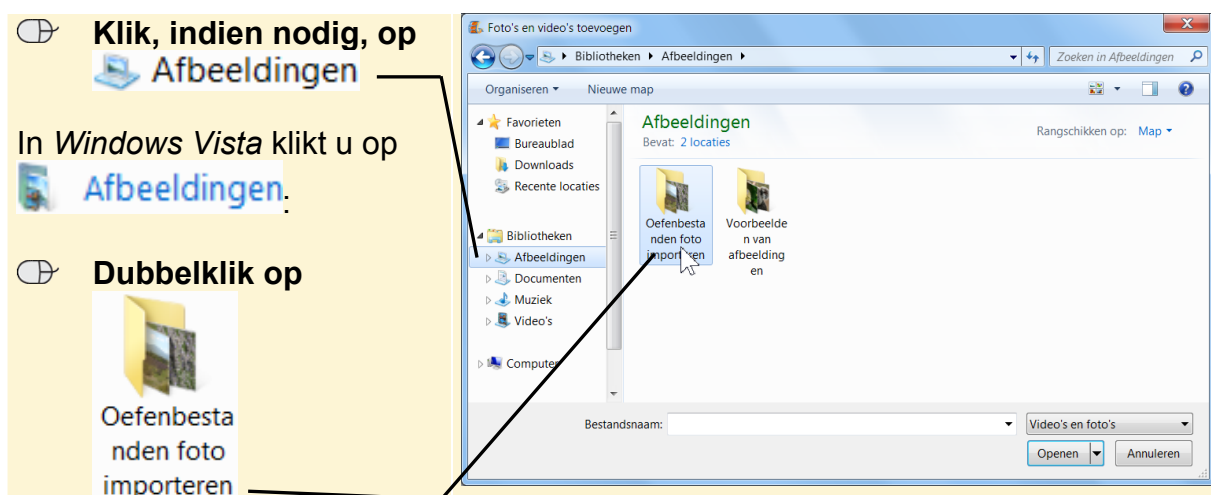 Klik, indien nodig, op
Afbeeldingen
In Windows Vista klikt u op
Afbeeldingen.
Dubbelklik op
Oefenbesta
nden foto
importeren
Foto's en video's toevoegen
Bibliotheken Afbeeldingen
Zoeken in Afbeeldingen
Organiseren Nieuwe map
Favorieten
Bureaublad
Downloads
Recente locaties
Bibliotheken
Afbeeldingen
Documenten
Muziek
Video's
Computer
Afbeeldingen
Bevat: 2 locaties
Rangschikken op: Map
Oefenbesta
nden foto
importeren
Voorbeelde
n van
afbeelding
en
Bestandsnaam:
Video's en foto's
Openen Annuleren